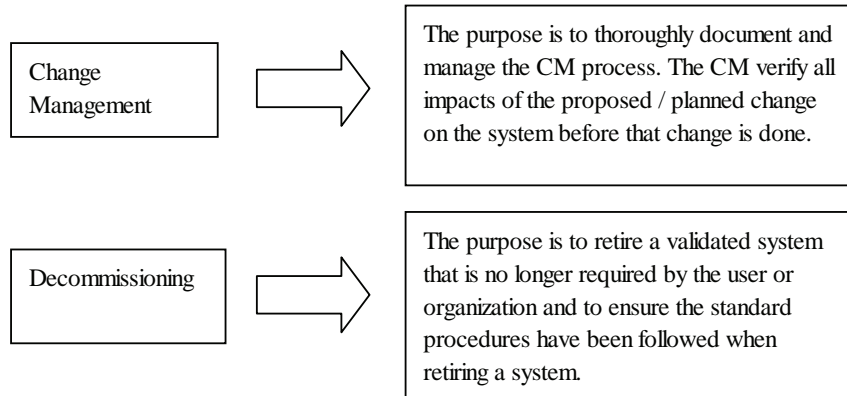 Change
Management
The purpose is to thoroughly document and
manage the CM process. The CM verify all
impacts of the proposed / planned change
on the system before that change is done.
Decommissioning
The purpose is to retire a validated system
that is no longer required by the user or
organization and to ensure the standard
procedures have been followed when
retiring a system.